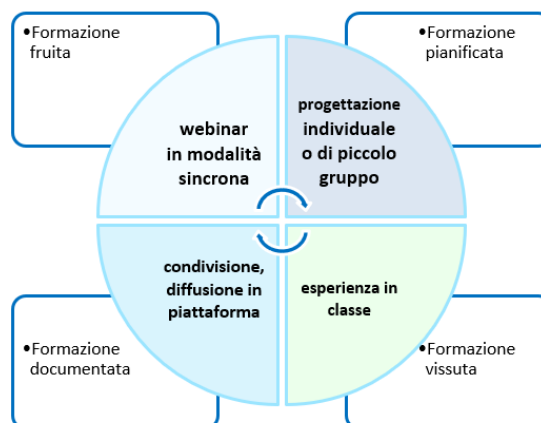 •Formazione
fruita
•Formazione
pianificata
webinar
in modalità
sincrona
progettazione
individuale
o di piccolo
gruppo
condivisione,
diffusione in
piattaforma
esperienza in
classe
•Formazione
documentata
•Formazione
vissuta